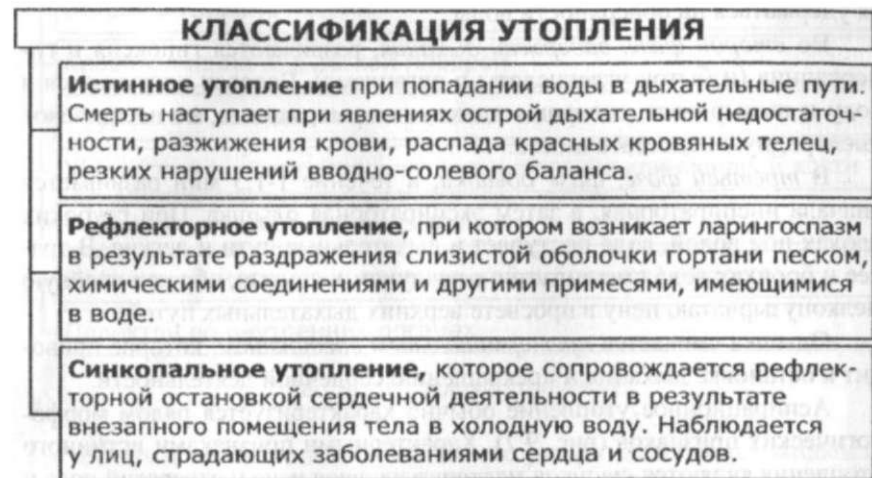 КЛАССИФИКАЦИЯ УТОПЛЕНИЯ
Истинное утопление при попадании воды в дыхательные пути.
Смерть наступает при явлениях острой дыхательной недостаточ-
ности, разжижения крови, распада красных кровяных телец,
резких нарушений вводно-солевого баланса.
Рефлекторное утопление, при котором возникает ларингоспазм
в результате раздражения слизистой оболочки гортани песком,
химическими соединениями и другими примесями, имеющимися
в воде.
Синкопальное утопление, которое сопровождается рефлек-
торной остановкой сердечной деятельности в результате
внезапного помещения тела в холодную воду. Наблюдается
у лиц, страдающих заболеваниями сердца и сосудов.